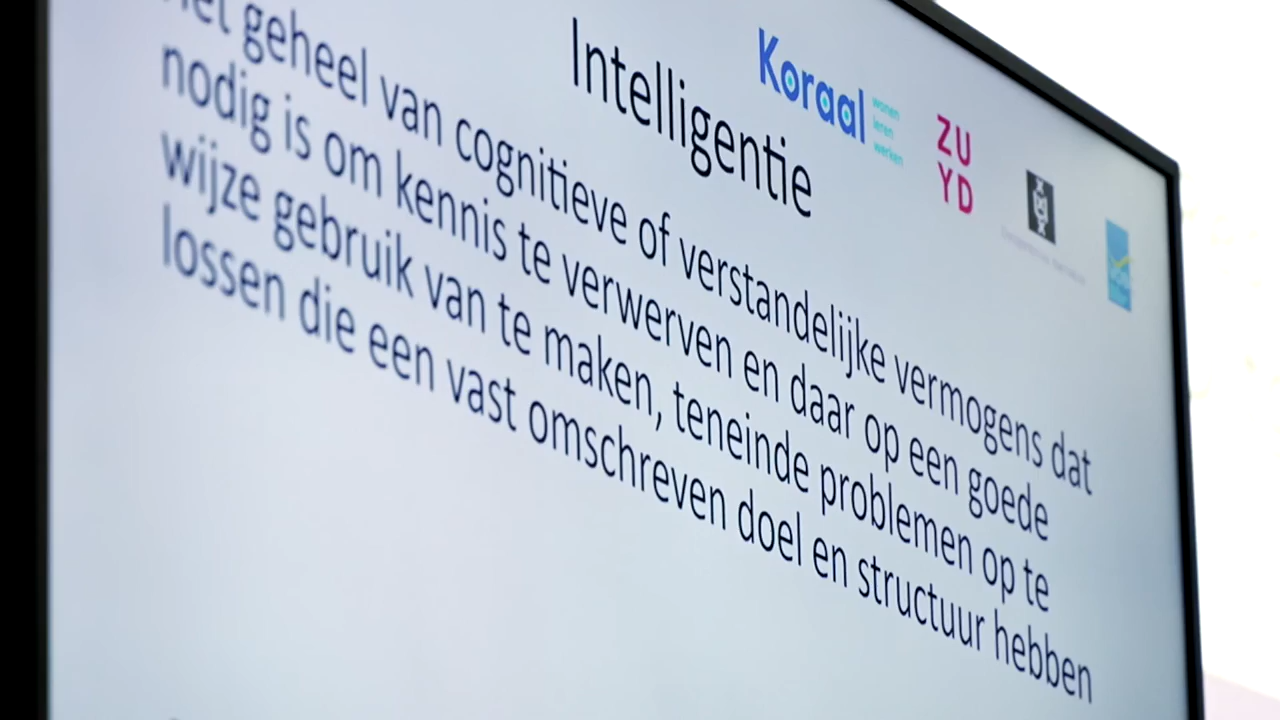 Intelligentie
Koraal
wonen
leren
werken
ZU
YD
Het geheel van cognitieve of verstandelijke vermogens dat
nodig is om kennis te verwerven en daar op een goede
wijze gebruik van te maken, teneinde problemen op te
lossen die een vast omschreven doel en structuur hebben